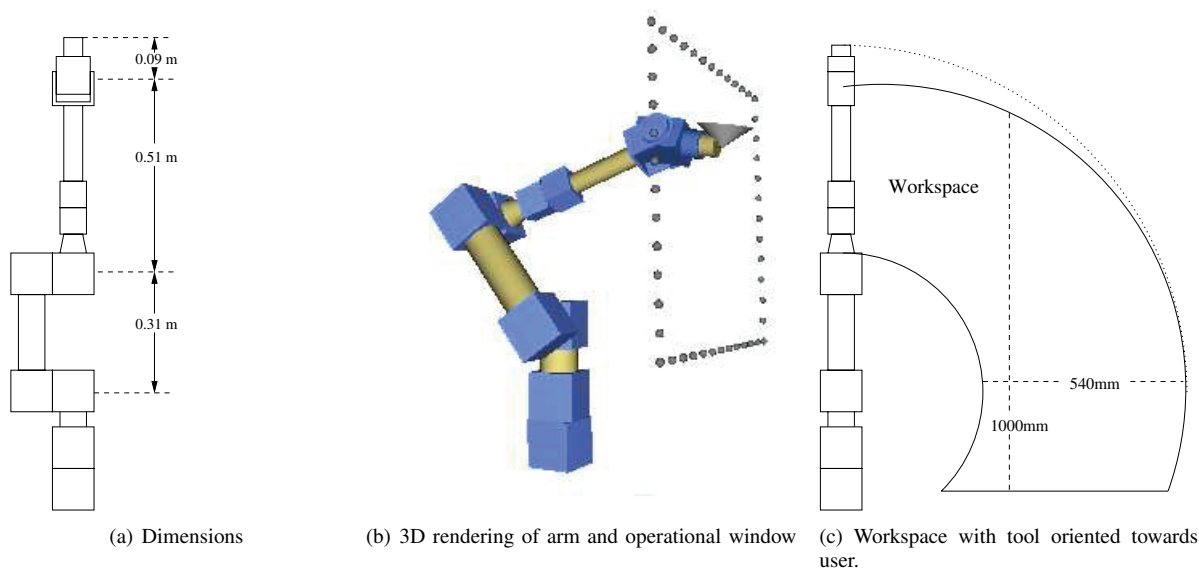 0.09 m
0.51 m
0.31 m
Workspace
540mm
1000mm
(a) Dimensions
(b) 3D rendering of arm and operational window
(c) Workspace with tool oriented towards
user.